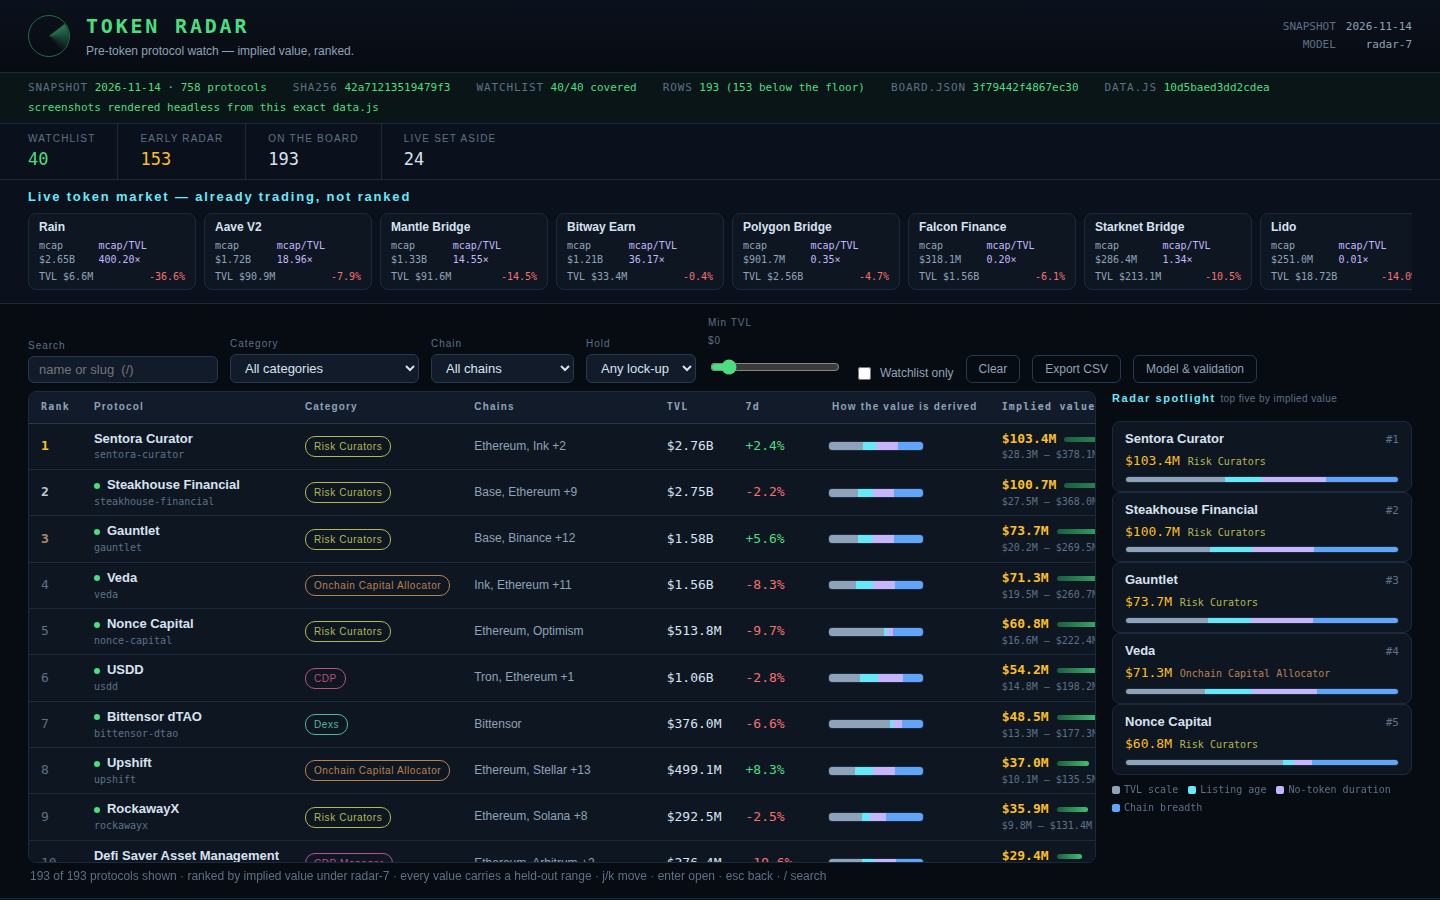 TOKEN RADAR
Pre-token protocol watch — implied value, ranked.
SNAPSHOT 2026-11-14
MODEL radar-7
SNAPSHOT 2026-11-14 · 758 protocols SHA256 42a71213519479f3 WATCHLIST 40/40 covered ROWS 193 (153 below the floor) BOARD.JSON 3f79442f4867ec30 DATA.JS 10d5baed3dd2cdea
screenshots rendered headless from this exact data.js
WATCHLIST EARLY RADAR ON THE BOARD LIVE SET ASIDE
40 153 193 24
Live token market — already trading, not ranked
Rain Aave V2 Mantle Bridge Bitway Earn Polygon Bridge Falcon Finance Starknet Bridge Lido
mcap mcap/TVL mcap mcap/TVL mcap mcap/TVL mcap mcap/TVL mcap mcap/TVL mcap mcap/TVL mcap mcap/TVL mcap mcap/TVL
$2.65B 400.20× $1.72B 18.96× $1.33B 14.55× $1.21B 36.17× $901.7M 0.35× $318.1M 0.20× $286.4M 1.34× $251.0M 0.01×
TVL $6.6M -36.6% TVL $90.9M -7.9% TVL $91.6M -14.5% TVL $33.4M -0.4% TVL $2.56B -4.7% TVL $1.56B -6.1% TVL $213.1M -10.5% TVL $18.72B -14.0%
Min TVL
$0
Search Category Chain Hold
name or slug (/) All categories All chains Any lock-up Watchlist only Clear Export CSV Model & validation
Rank Protocol Category Chains TVL 7d How the value is derived Implied value
1 Sentora Curator Risk Curators Ethereum, Ink +2 $2.76B +2.4% $103.4M
sentora-curator $28.3M — $378.1M
2 Steakhouse Financial Risk Curators Base, Ethereum +9 $2.75B -2.2% $100.7M
steakhouse-financial $27.5M — $368.0M
3 Gauntlet Risk Curators Base, Binance +12 $1.58B +5.6% $73.7M
gauntlet $20.2M — $269.5M
4 Veda Onchain Capital Allocator Ink, Ethereum +11 $1.56B -8.3% $71.3M
veda $19.5M — $260.7M
5 Nonce Capital Risk Curators Ethereum, Optimism $513.8M -9.7% $60.8M
nonce-capital $16.6M — $222.4M
6 USDD CDP Tron, Ethereum +1 $1.06B -2.8% $54.2M
usdd $14.8M — $198.2M
7 Bittensor dTAO Dexs Bittensor $376.0M -6.6% $48.5M
bittensor-dtao $13.3M — $177.3M
8 Upshift Onchain Capital Allocator Ethereum, Stellar +13 $499.1M +8.3% $37.0M
upshift $10.1M — $135.5M
9 RockawayX Risk Curators Ethereum, Solana +8 $292.5M -2.5% $35.9M
rockawayx $9.8M — $131.4M
10 Defi Saver Asset Management CDP Manager Ethereum, Arbitrum +2 $276.4M -19.6% $29.4M
Radar spotlight top five by implied value
Sentora Curator #1
$103.4M Risk Curators
Steakhouse Financial #2
$100.7M Risk Curators
Gauntlet #3
$73.7M Risk Curators
Veda #4
$71.3M Onchain Capital Allocator
Nonce Capital #5
$60.8M Risk Curators
TVL scale Listing age No-token duration
Chain breadth
193 of 193 protocols shown · ranked by implied value under radar-7 · every value carries a held-out range · j/k move · enter open · esc back · / search